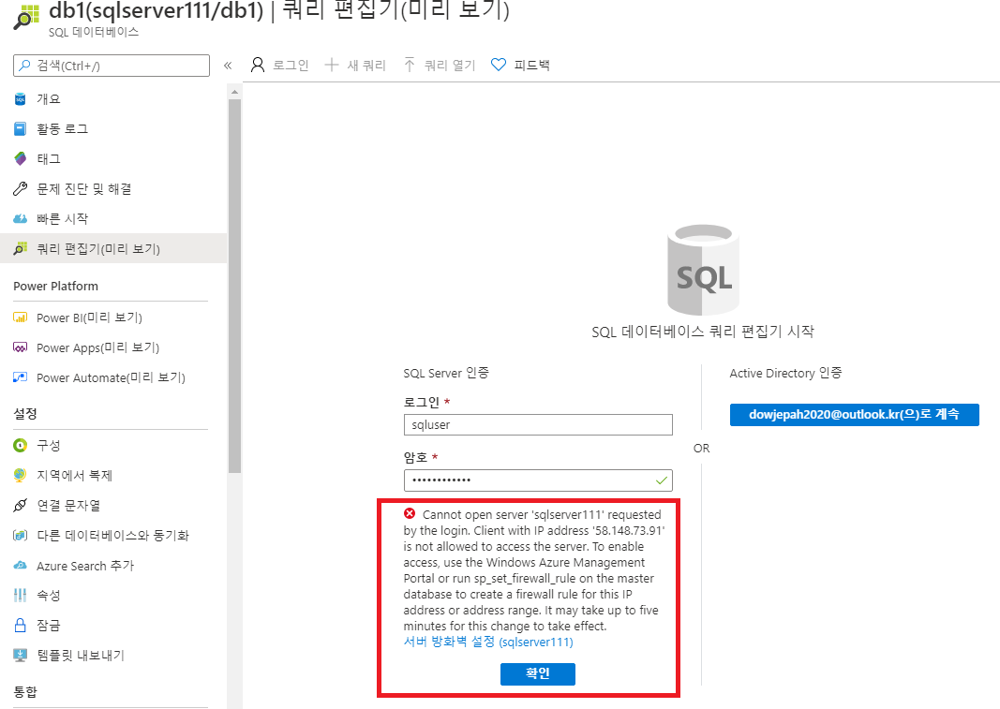 db1(sqlserver111/db1) | 쿼리 편집기(미리 보기)
SQL 데이터베이스
검색(Ctrl+/)
«
로그인
새 쿼리
쿼리 열기
피드백
개요
활동 로그
태그
문제 진단 및 해결
빠른 시작
쿼리 편집기(미리 보기)
Power Platform
Power BI(미리 보기)
Power Apps(미리 보기)
Power Automate(미리 보기)
설정
구성
지역에서 복제
연결 문자열
다른 데이터베이스와 동기화
Azure Search 추가
속성
잠금
템플릿 내보내기
통합
SQL
SQL 데이터베이스 쿼리 편집기 시작
SQL Server 인증
로그인 *
sqluser
암호 *
••••••••••••
Cannot open server 'sqlserver111' requested
by the login. Client with IP address '58.148.73.91'
is not allowed to access the server. To enable
access, use the Windows Azure Management
Portal or run sp_set_firewall_rule on the master
database to create a firewall rule for this IP
address or address range. It may take up to five
minutes for this change to take effect.
서버 방화벽 설정 (sqlserver111)
확인
OR
Active Directory 인증
dowjepah2020@outlook.kr(으)로 계속